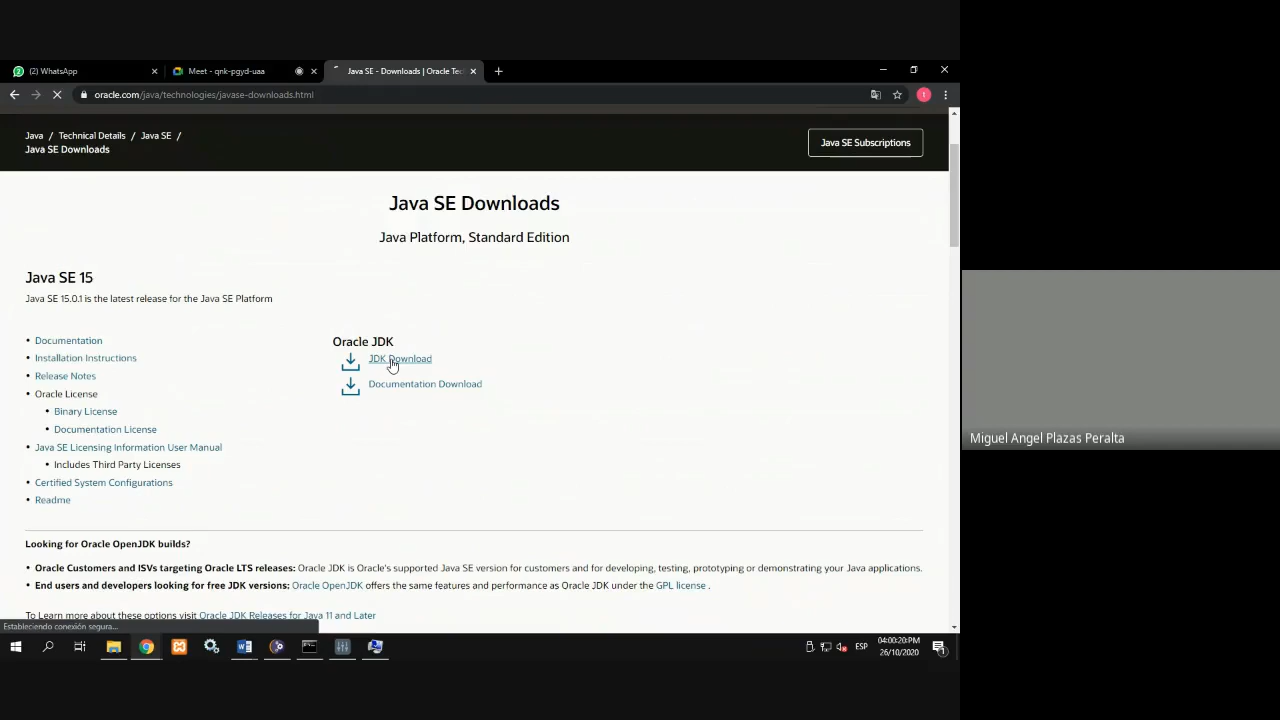 (2) WhatsApp
Meet - qnk-pgyd-uaa
Java SE - Downloads | Oracle Tec
oracle.com/java/technologies/javase-downloads.html
Java / Technical Details / Java SE /
Java SE Downloads
Java SE Subscriptions
Java SE Downloads
Java Platform, Standard Edition
Java SE 15
Java SE 15.0.1 is the latest release for the Java SE Platform
• Documentation
• Installation Instructions
• Release Notes
• Oracle License
• Binary License
• Documentation License
• Java SE Licensing Information User Manual
• Includes Third Party Licenses
• Certified System Configurations
• Readme
Oracle JDK
JDK Download
Documentation Download
Looking for Oracle OpenJDK builds?
• Oracle Customers and ISVs targeting Oracle LTS releases: Oracle JDK is Oracle's supported Java SE version for customers and for developing, testing, prototyping or demonstrating your Java applications.
• End users and developers looking for free JDK versions: Oracle OpenJDK offers the same features and performance as Oracle JDK under the GPL license .
To Learn more about these options visit Oracle JDK Releases for Java 11 and Later
Estableciendo conexión segura...
ESP
04:00:20:PM
26/10/2020
Miguel Angel Plazas Peralta